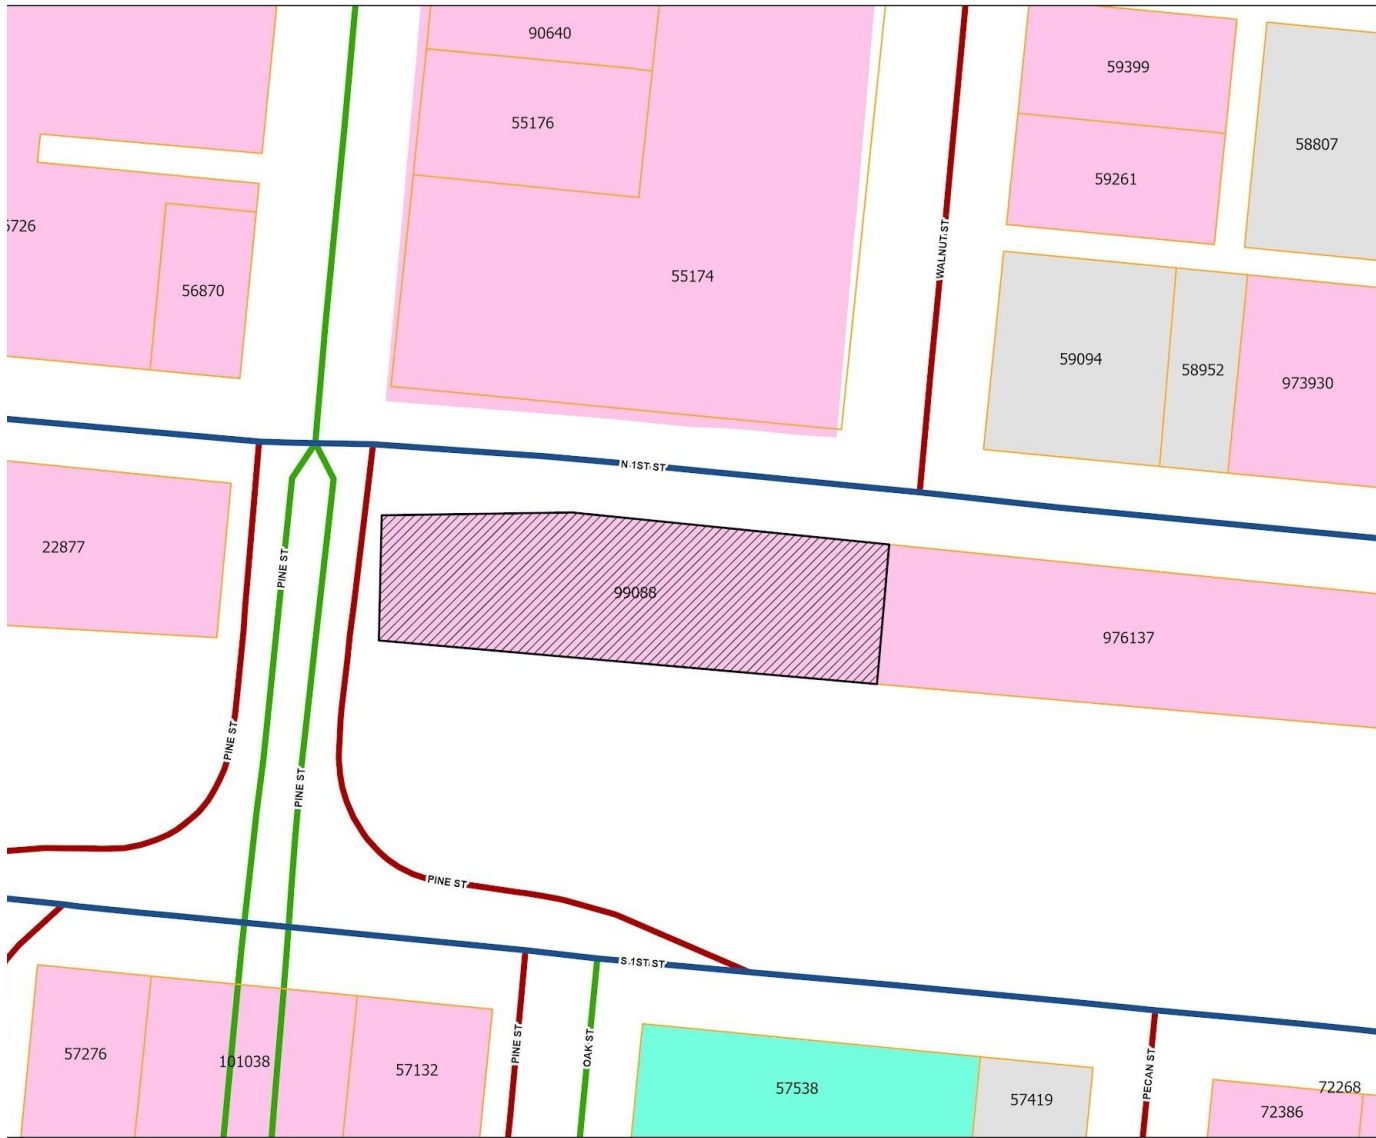 90640
59399
55176
58807
59261
5726
WALNUT ST
55174
56870
59094
58952
973930
N 1ST ST
22877
PINE ST
99088
976137
PINE ST
PINE ST
PINE ST
S 1ST ST
PINE ST
OAK ST
57276
101038
57132
57538
57419
PECAN ST
72268
72386